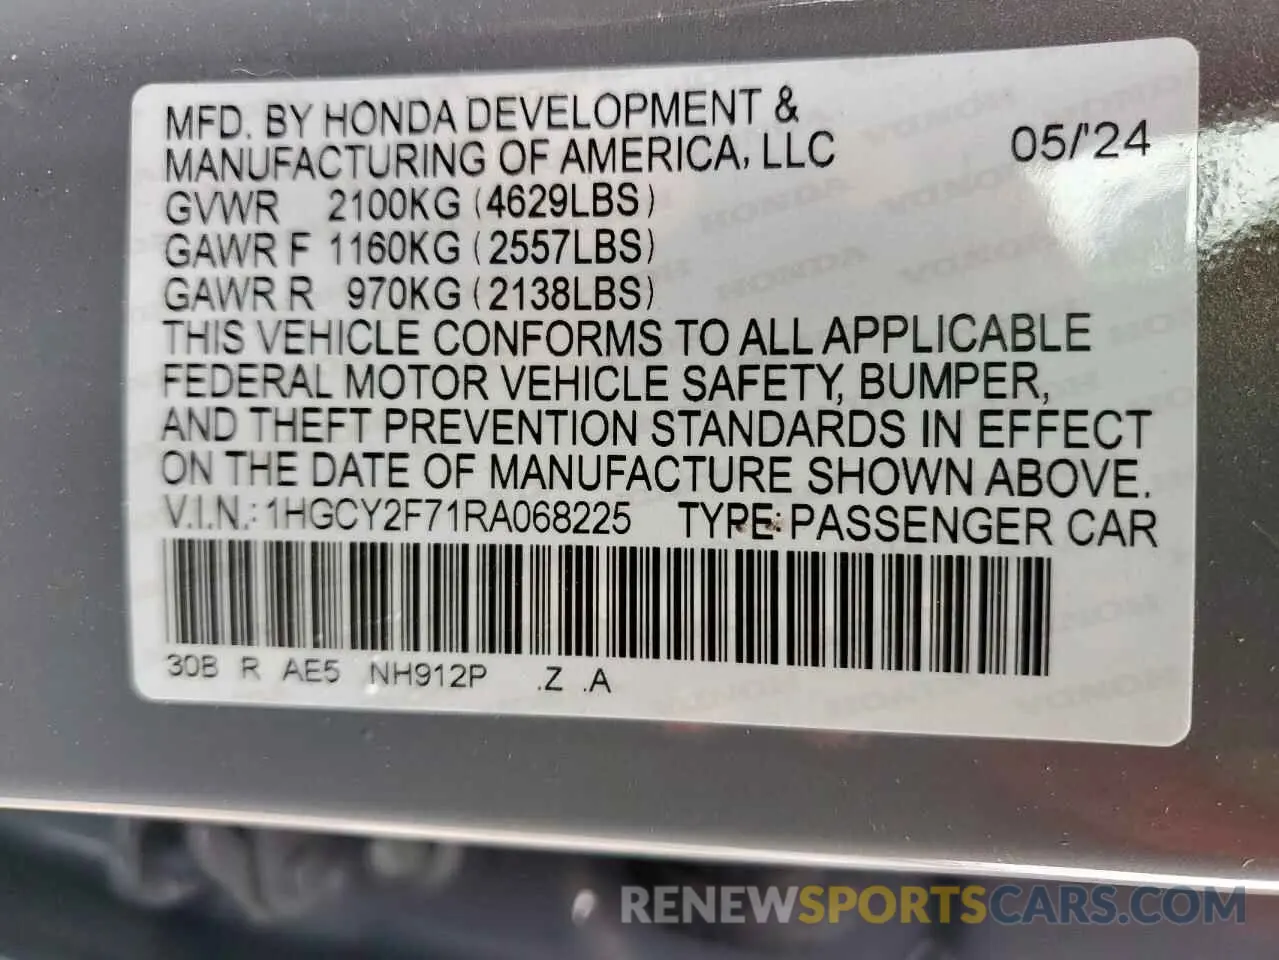 MFD. BY HONDA DEVELOPMENT &
MANUFACTURING OF AMERICA, LLC 05/'24
GVWR 2100KG (4629LBS)
GAWR F 1160KG (2557LBS)
GAWR R 970KG (2138LBS)
THIS VEHICLE CONFORMS TO ALL APPLICABLE
FEDERAL MOTOR VEHICLE SAFETY, BUMPER,
AND THEFT PREVENTION STANDARDS IN EFFECT
ON THE DATE OF MANUFACTURE SHOWN ABOVE.
V.I.N.: 1HGCY2F71RA068225 TYPE: PASSENGER CAR
30B R AE5 NH912P .Z .A
RENEWSPORTSCARS.COM